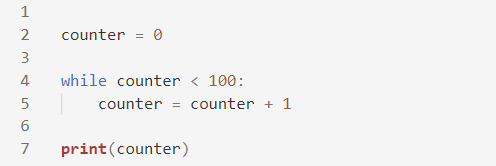 1
2 counter = 0
3
4 while counter < 100:
5     counter = counter + 1
6
7 print(counter)